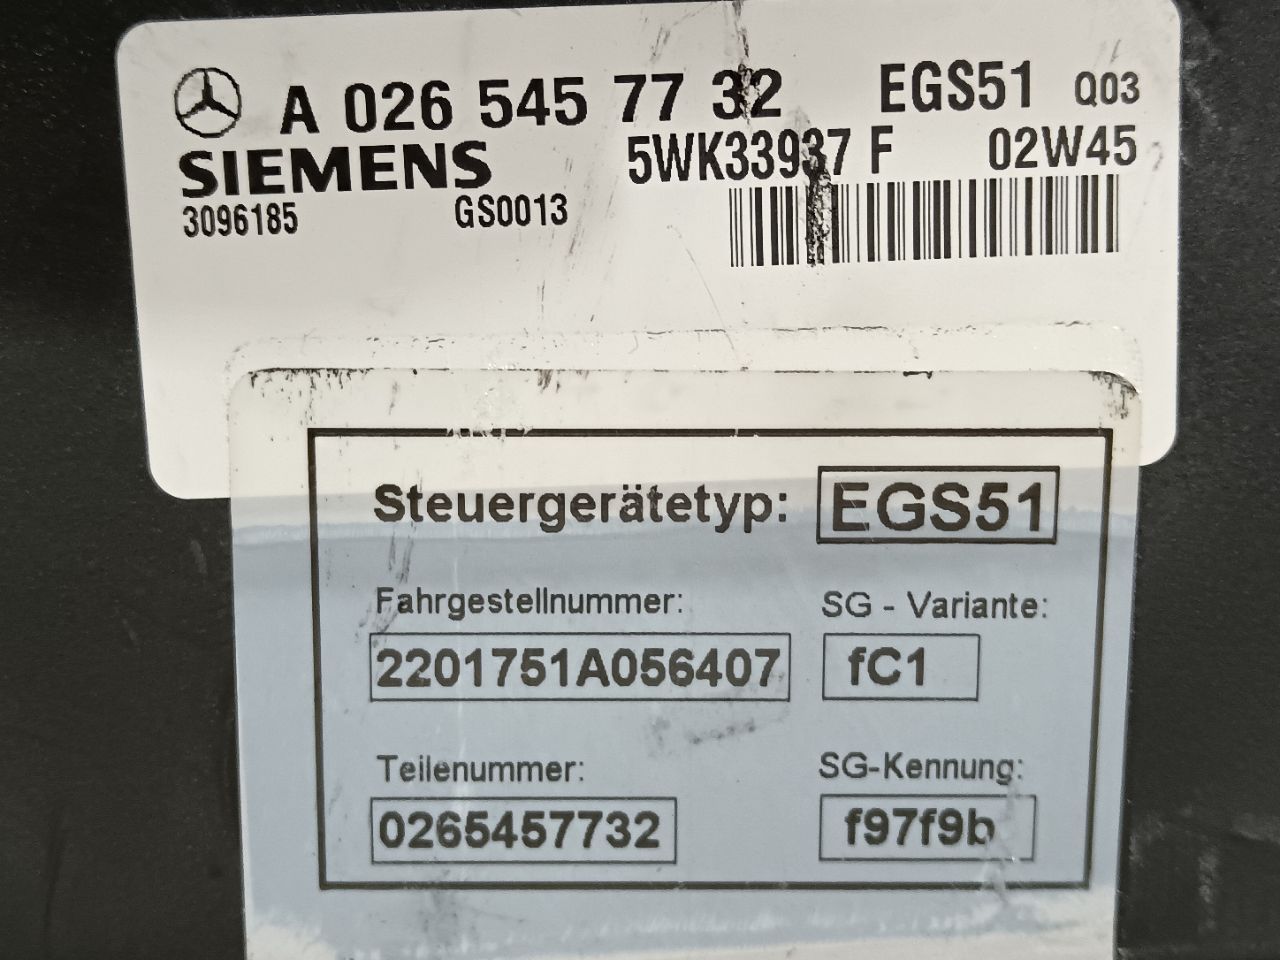 A 026 545 77 32 EGS51 Q03
SIEMENS 5WK33937 F 02W45
3096185 GS0013
Steuergerätetyp: EGS51
Fahrgestellnummer: SG - Variante:
2201751A056407 fC1
Teilenummer: SG-Kennung:
0265457732 f97f9b